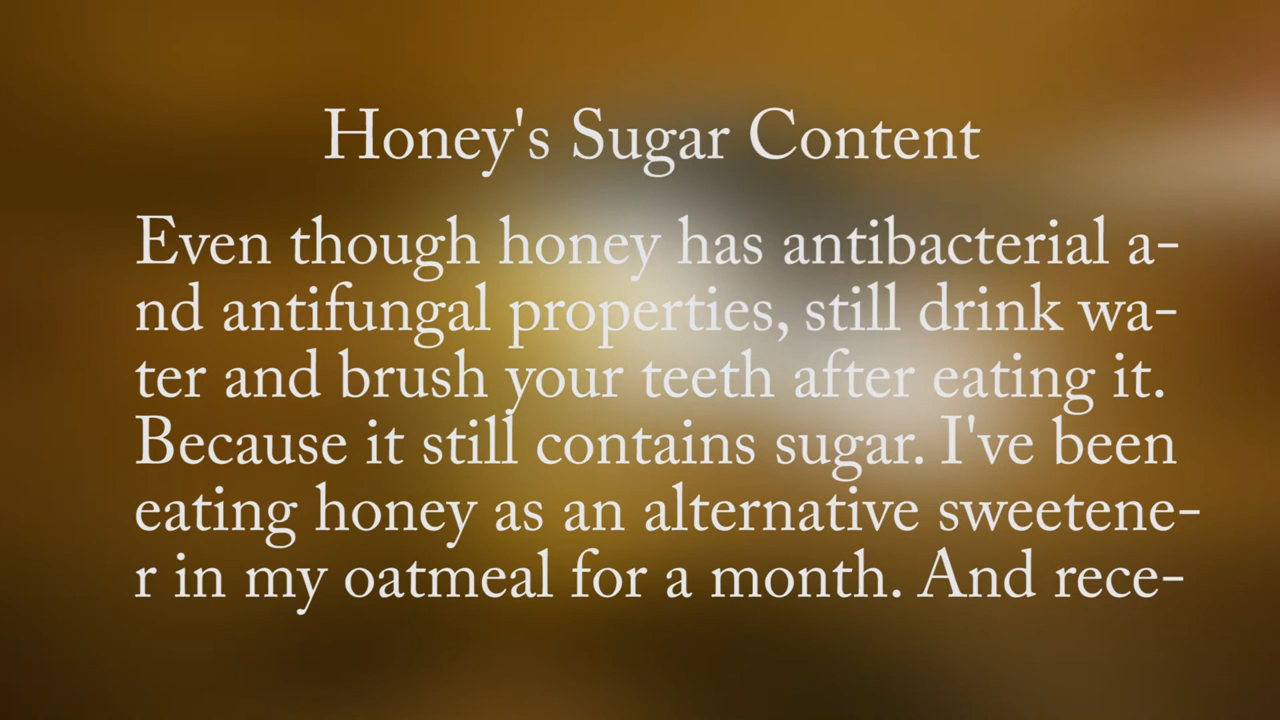 Honey's Sugar Content
Even though honey has antibacterial a-
nd antifungal properties, still drink wa-
ter and brush your teeth after eating it.
Because it still contains sugar. I've been
eating honey as an alternative sweetene-
r in my oatmeal for a month. And rece-